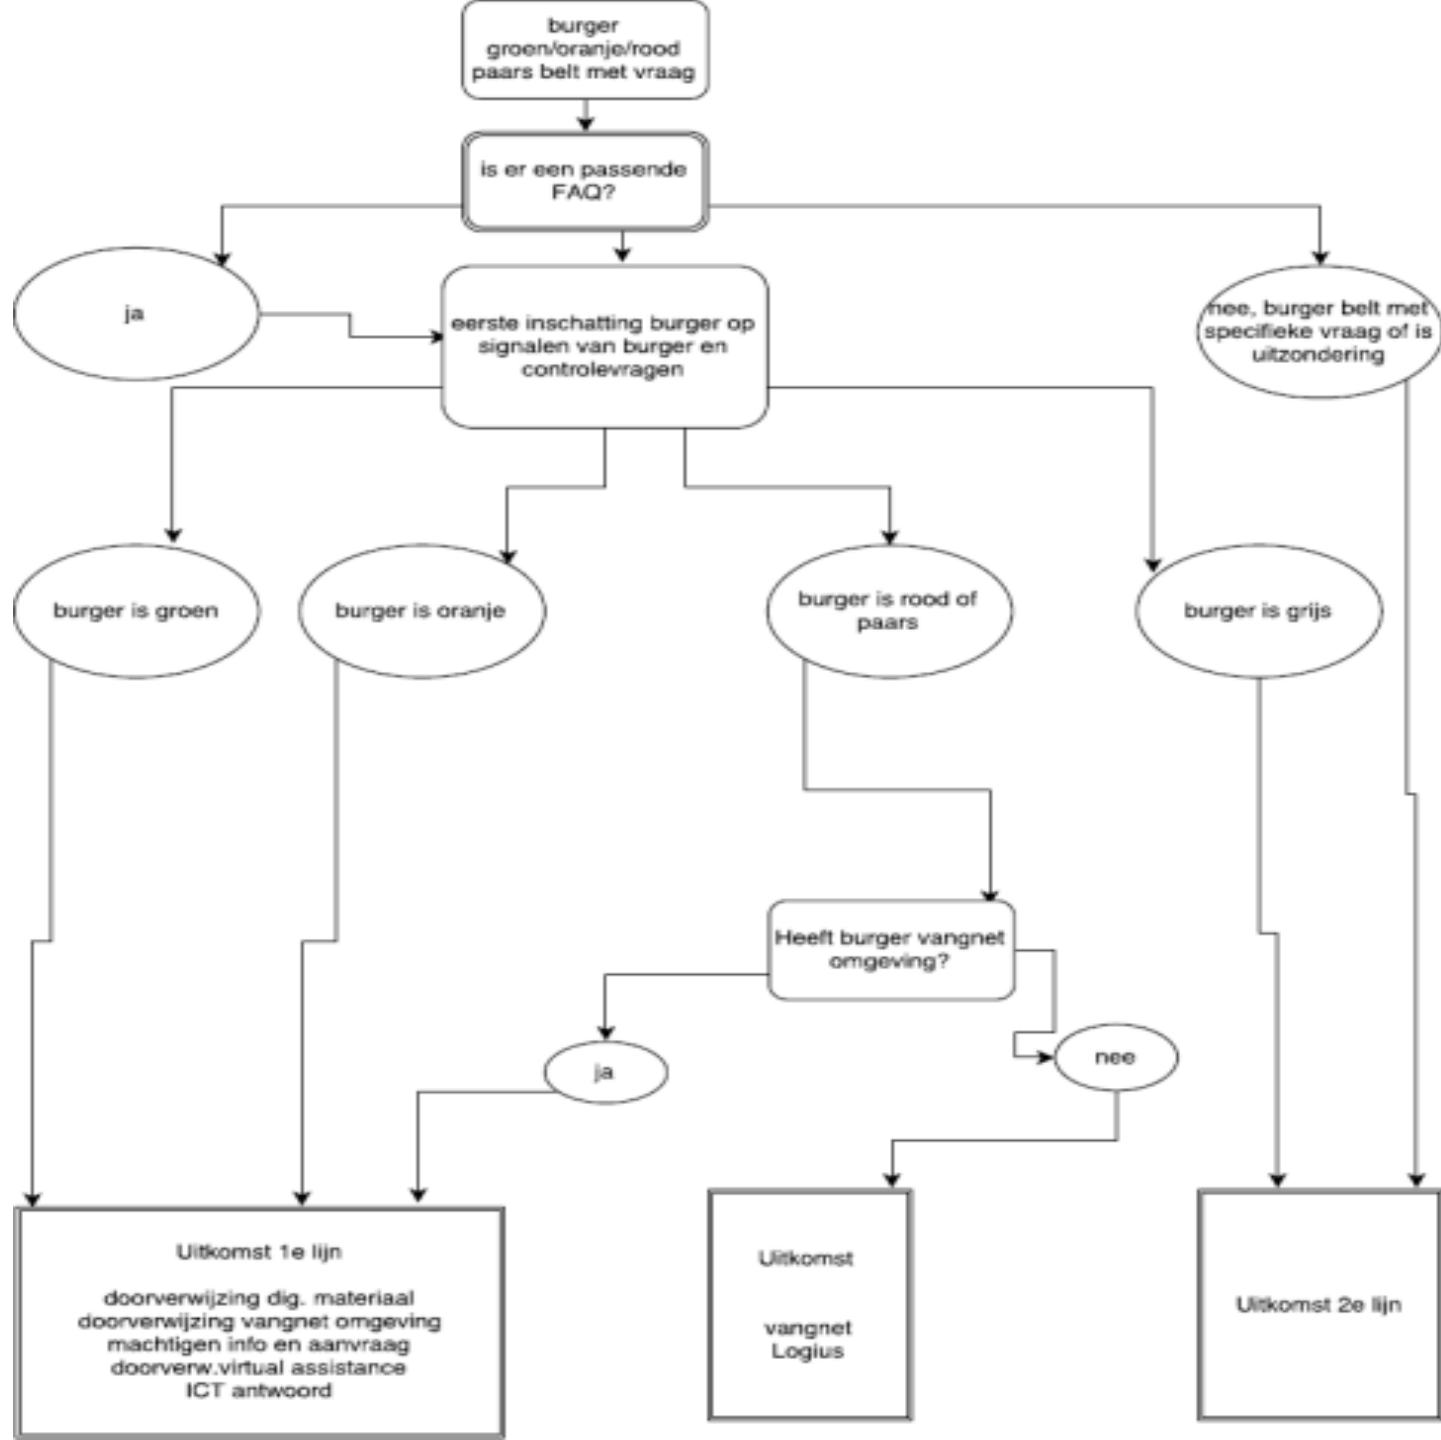 burger
groen/oranje/rood
paars belt met vraag
is er een passende
FAQ?
ja
eerste inschatting burger op
signalen van burger en
controlevragen
nee, burger belt met
specifieke vraag of is
uitzondering
burger is groen
burger is oranje
burger is rood of
paars
burger is grijs
Heeft burger vangnet
omgeving?
ja
nee
Uitkomst 1e lijn
doorverwijzing dig. materiaal
doorverwijzing vangnet omgeving
machtigen info en aanvraag
doorverw.virtual assistance
ICT antwoord
Uitkomst
vangnet
Logius
Uitkomst 2e lijn